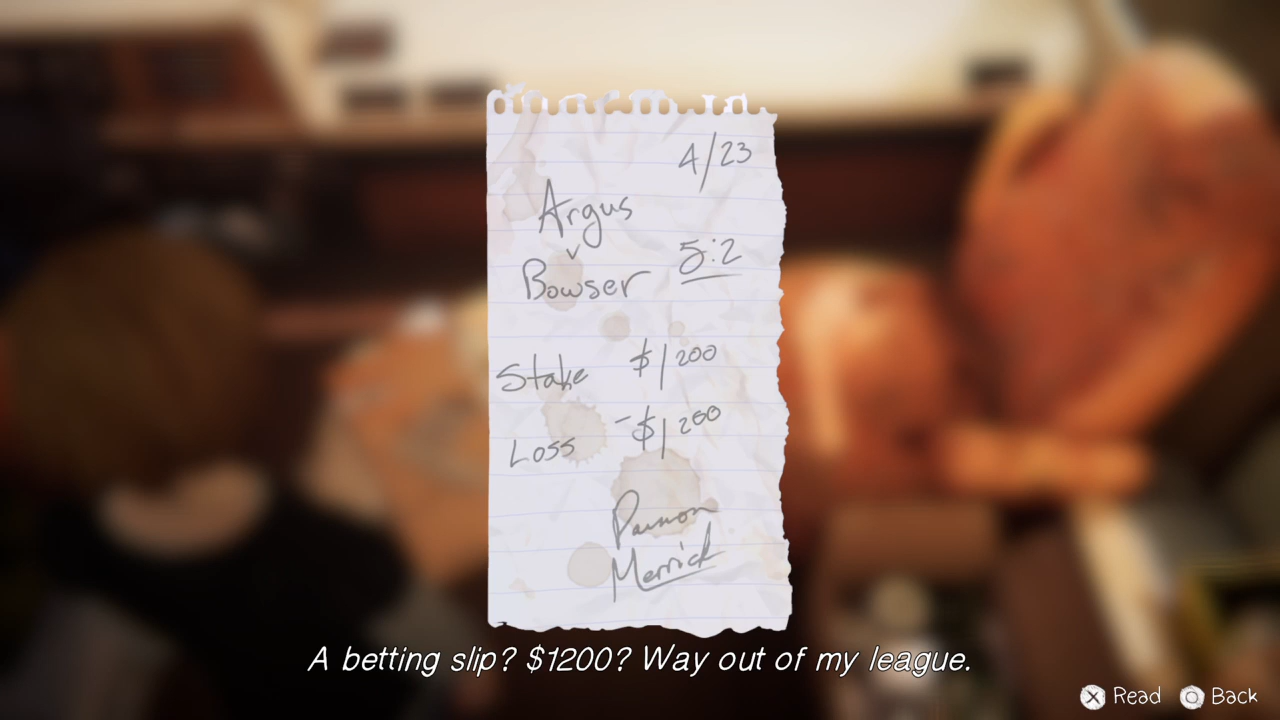 4/23
Argus
v
Bowser 5:2
Stake $1200
Loss -$1200
Damon
Merrick
A betting slip? $1200? Way out of my league.
Read Back